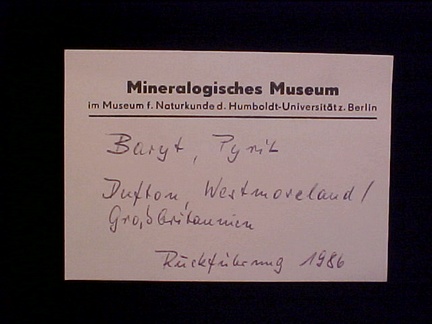 Mineralogisches Museum
im Museum f. Naturkunde d. Humboldt-Universität z. Berlin
Baryt, Pyrit
Dufton, Westmoreland /
Großbritannien
Rückführung 1986